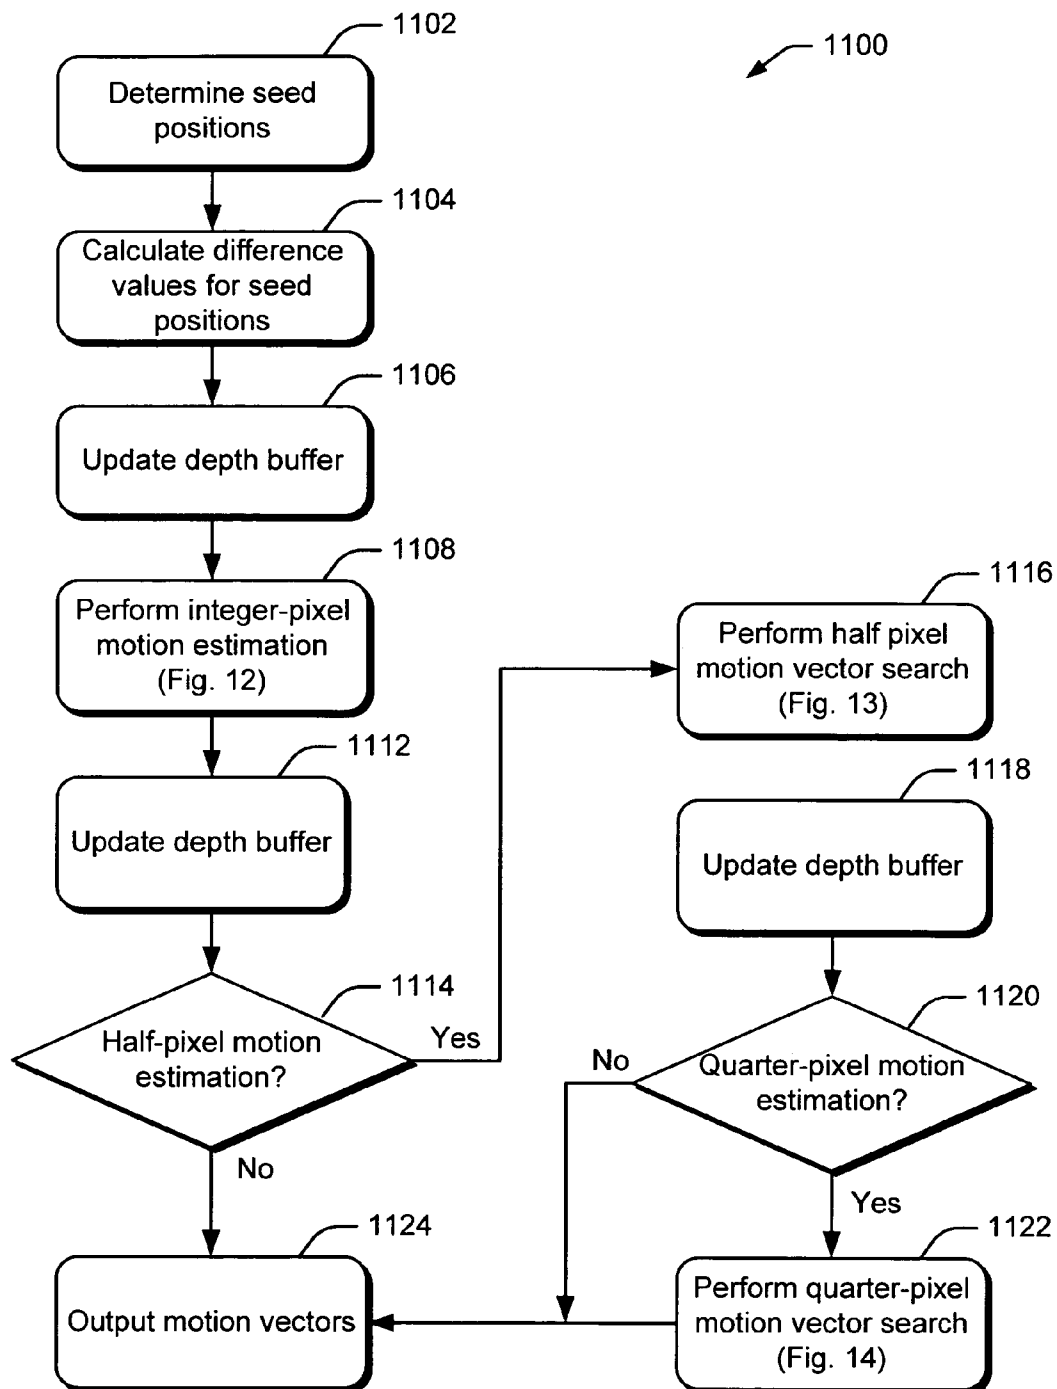 1102
1100
Determine seed
positions
1104
Calculate difference
values for seed
positions
1106
Update depth buffer
1108
Perform integer-pixel
motion estimation
(Fig. 12)
1112
Update depth buffer
1114
Half-pixel motion
estimation?
Yes
No
1116
Perform half pixel
motion vector search
(Fig. 13)
1118
Update depth buffer
1120
Quarter-pixel motion
estimation?
No
Yes
1122
Perform quarter-pixel
motion vector search
(Fig. 14)
1124
Output motion vectors